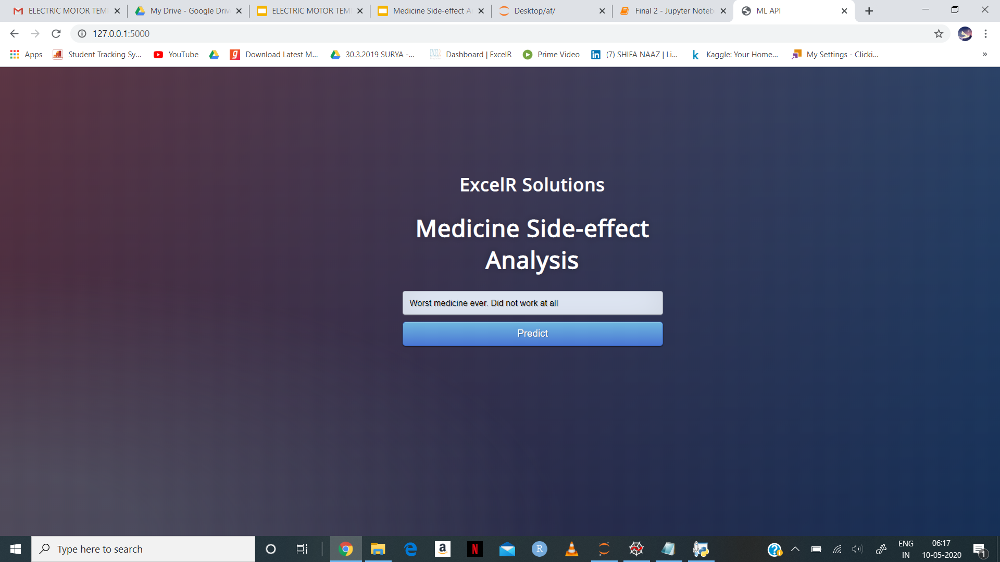 ELECTRIC MOTOR TEM
My Drive - Google Driv
ELECTRIC MOTOR TEM
Medicine Side-effect A
Desktop/af/
Final 2 - Jupyter Noteb
ML API
127.0.0.1:5000
Apps
Student Tracking Sy...
YouTube
Download Latest M...
30.3.2019 SURYA -...
Dashboard | ExcelR
Prime Video
(7) SHIFA NAAZ | Li...
Kaggle: Your Home...
My Settings - Clicki...
»
ExcelR Solutions
Medicine Side-effect
Analysis
Worst medicine ever. Did not work at all
Predict
Type here to search
ENG
IN
06:17
10-05-2020
1